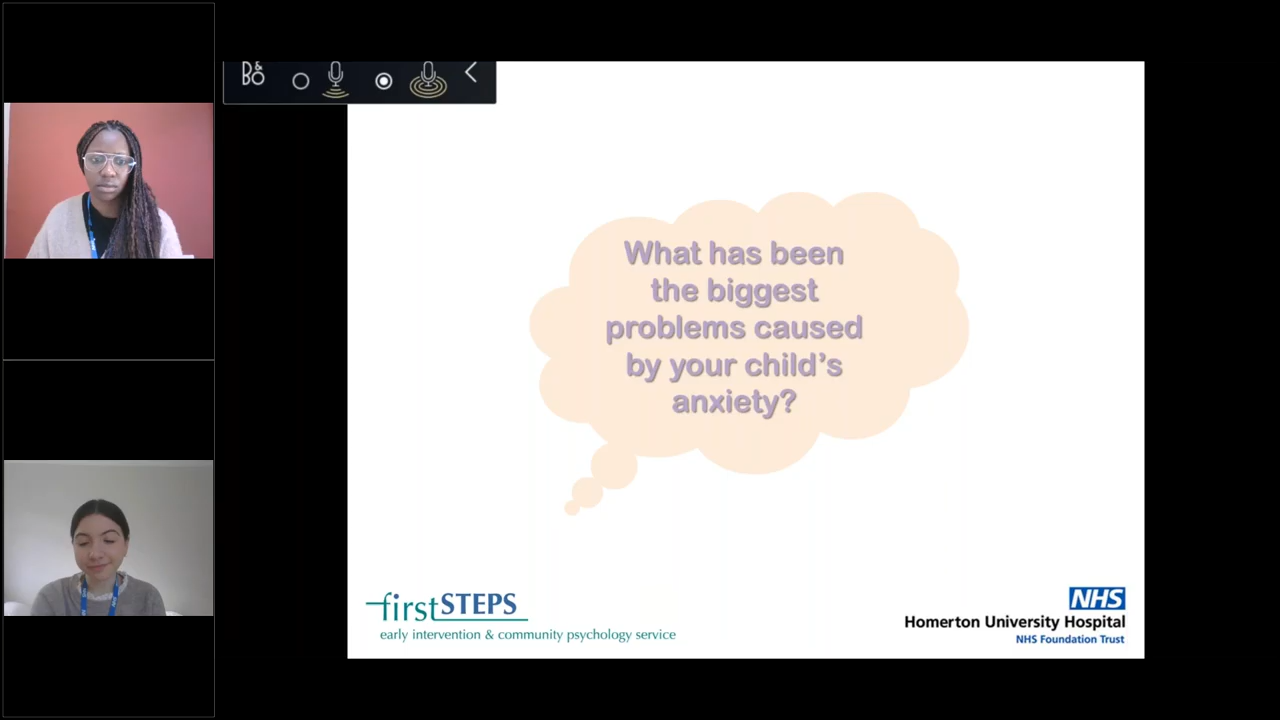 B&
BO
What has been
the biggest
problems caused
by your child's
anxiety?
firstSTEPS
early intervention & community psychology service
NHS
Homerton University Hospital
NHS Foundation Trust